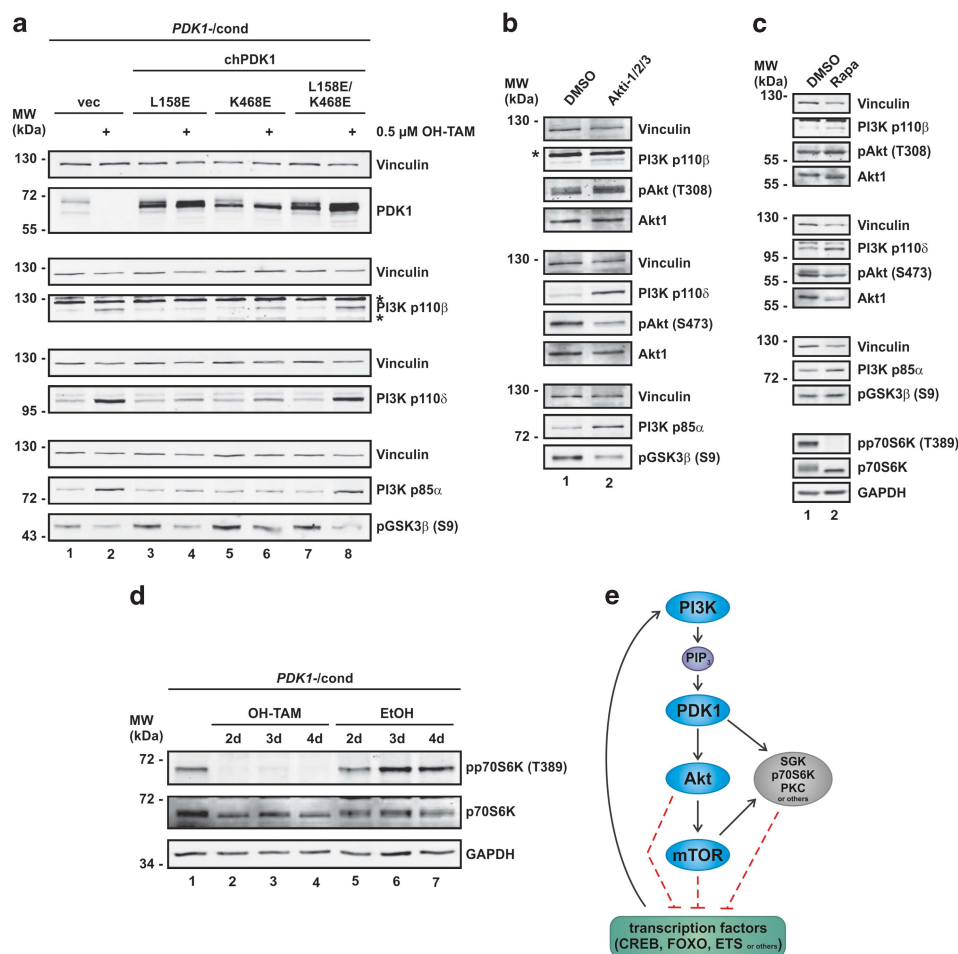 a
PDK1-/cond
chPDK1
vec L158E K468E L158E/
K468E
MW
(kDa)
+ + + + 0.5 µM OH-TAM
130 - Vinculin
72 - PDK1
55 -
130 - Vinculin
130 - *
PI3K p110β
*
130 - Vinculin
PI3K p110δ
95 -
130 - Vinculin
PI3K p85α
72 -
pGSK3β (S9)
43 -
1 2 3 4 5 6 7 8
b
MW
(kDa)
DMSO Akti-1/2/3
130 - Vinculin
* PI3K p110β
pAkt (T308)
Akt1
130 - Vinculin
PI3K p110δ
pAkt (S473)
Akt1
130 - Vinculin
PI3K p85α
72 -
pGSK3β (S9)
1 2
c
MW
(kDa)
DMSO Rapa
130- Vinculin
PI3K p110β
55 - pAkt (T308)
55 - Akt1
130 - Vinculin
95 - PI3K p110δ
55 - pAkt (S473)
55 - Akt1
130 - Vinculin
72 - PI3K p85α
pGSK3β (S9)
pp70S6K (T389)
p70S6K
GAPDH
1 2
d
PDK1-/cond
MW
(kDa)
OH-TAM EtOH
2d 3d 4d 2d 3d 4d
72 - pp70S6K (T389)
72 - p70S6K
GAPDH
34 -
1 2 3 4 5 6 7
e
PI3K
PIP3
PDK1
Akt
SGK
p70S6K
PKC
or others
mTOR
transcription factors
(CREB, FOXO, ETS or others)